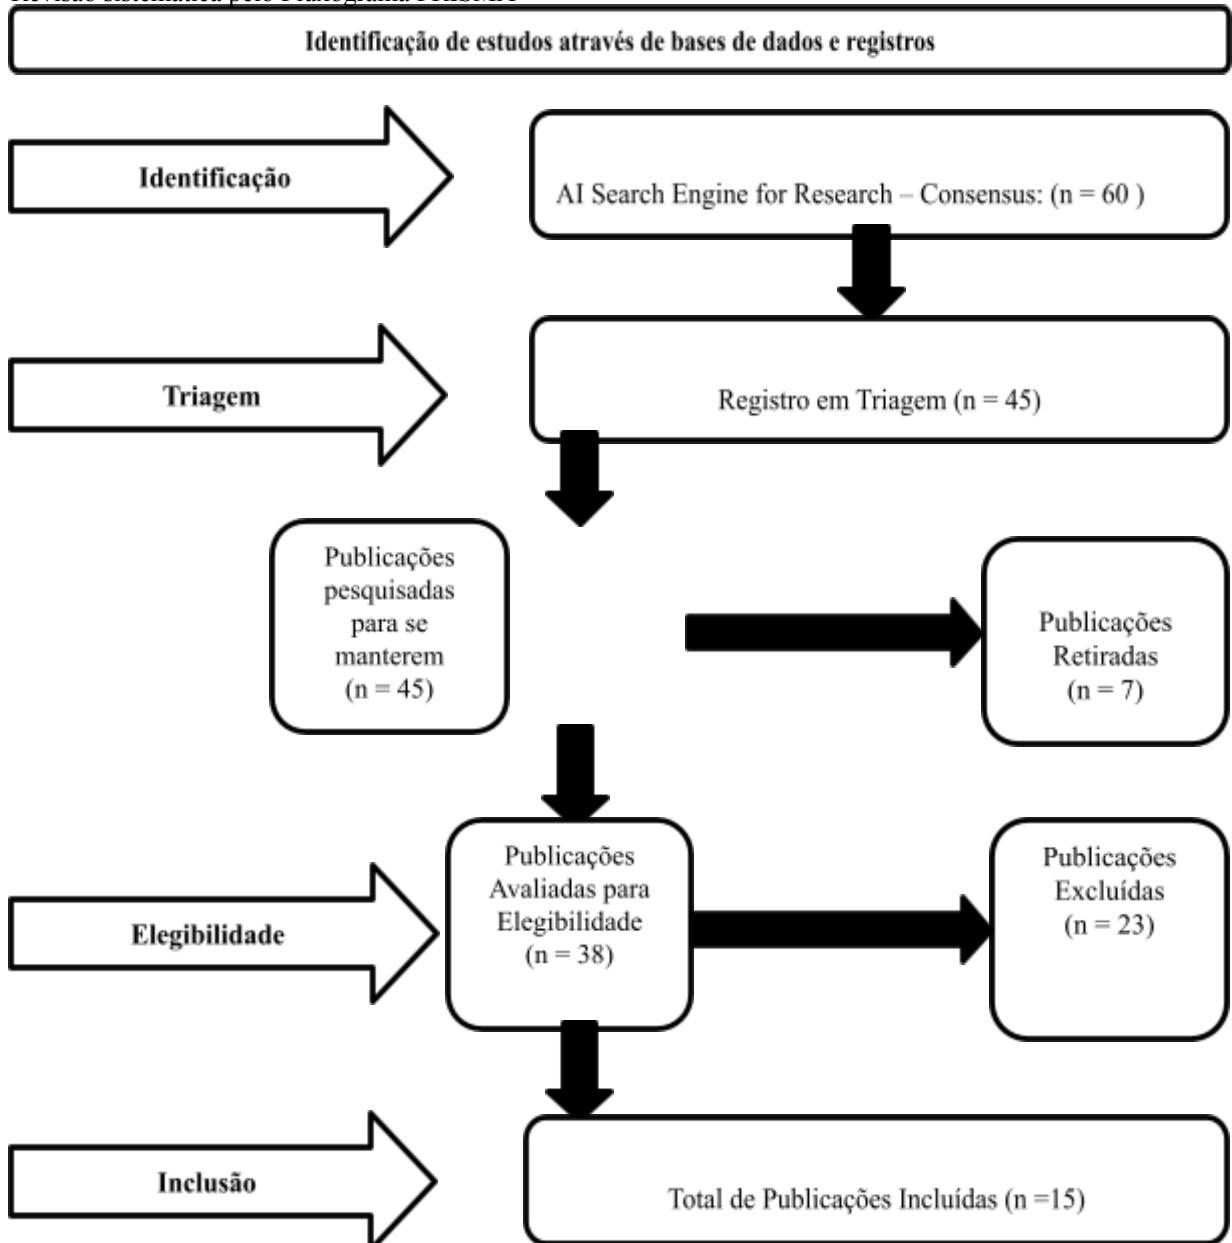 Identificação de estudos através de bases de dados e registros
Identificação
AI Search Engine for Research – Consensus: (n = 60 )
Triagem
Registro em Triagem (n = 45)
Publicações
pesquisadas
para se
manterem
(n = 45)
Publicações
Retiradas
(n = 7)
Elegibilidade
Publicações
Avaliadas para
Elegibilidade
(n = 38)
Publicações
Excluídas
(n = 23)
Inclusão
Total de Publicações Incluídas (n =15)